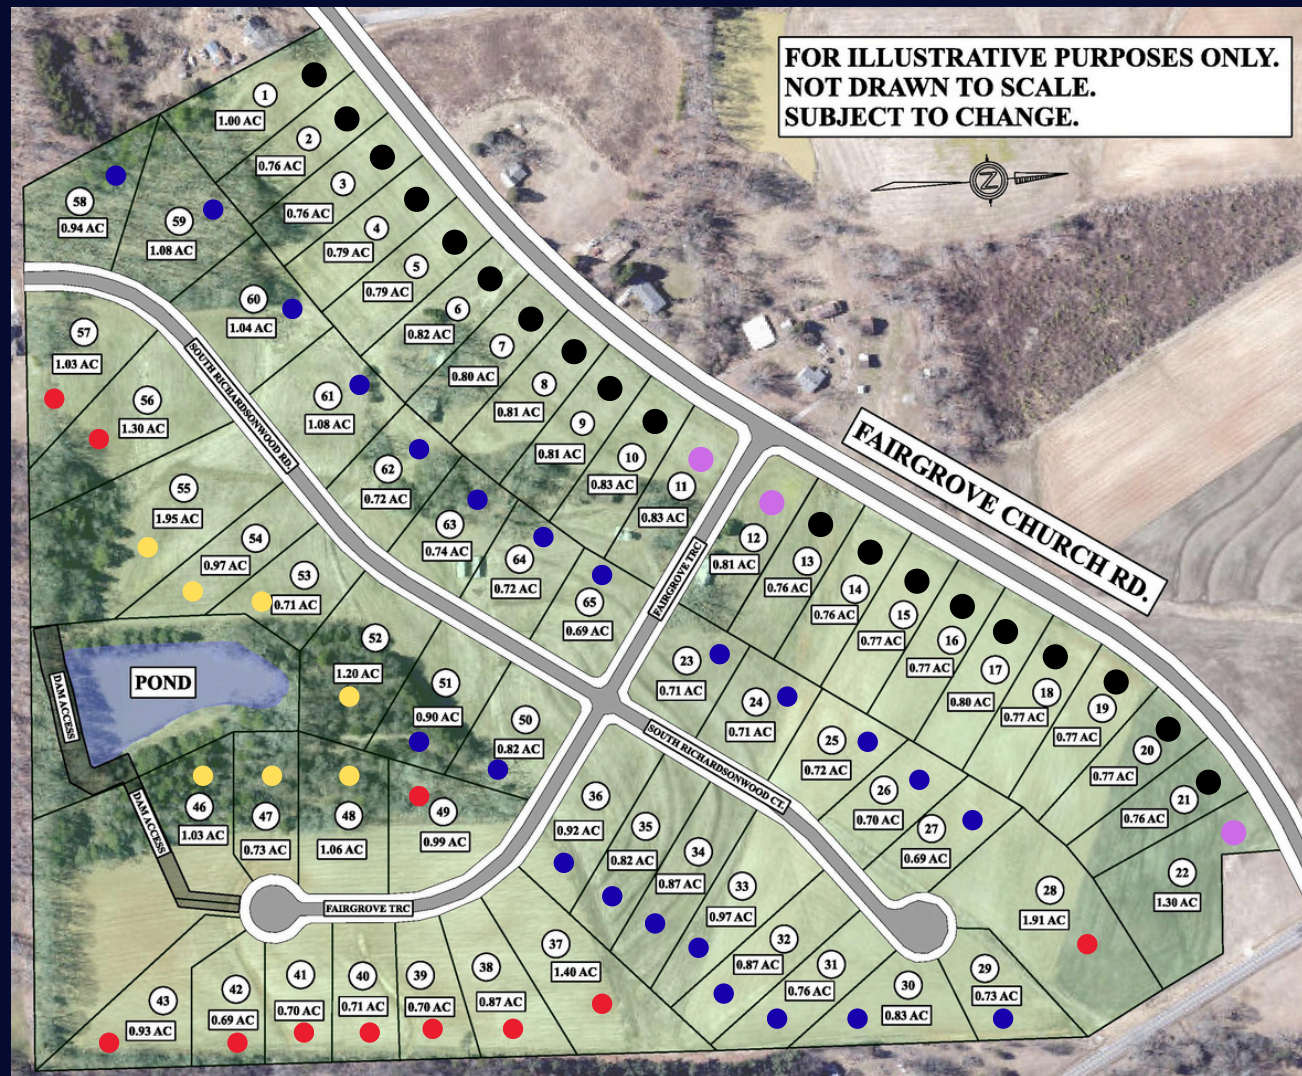 FOR ILLUSTRATIVE PURPOSES ONLY.
NOT DRAWN TO SCALE.
SUBJECT TO CHANGE.
N
FAIRGROVE CHURCH RD.
1
1.00 AC
2
0.76 AC
3
0.76 AC
4
0.79 AC
5
0.79 AC
6
0.82 AC
7
0.80 AC
8
0.81 AC
9
0.81 AC
10
0.83 AC
11
0.83 AC
12
0.81 AC
13
0.76 AC
14
0.76 AC
15
0.77 AC
16
0.77 AC
17
0.80 AC
18
0.77 AC
19
0.77 AC
20
0.77 AC
21
0.76 AC
22
1.30 AC
58
0.94 AC
59
1.08 AC
60
1.04 AC
61
1.08 AC
62
0.72 AC
63
0.74 AC
64
0.72 AC
65
0.69 AC
FAIRGROVE TRC
23
0.71 AC
24
0.71 AC
25
0.72 AC
26
0.70 AC
27
0.69 AC
28
1.91 AC
SOUTH RICHARDSONWOOD RD.
57
1.03 AC
56
1.30 AC
55
1.95 AC
54
0.97 AC
53
0.71 AC
52
1.20 AC
51
0.90 AC
50
0.82 AC
SOUTH RICHARDSONWOOD CT.
36
0.92 AC
35
0.82 AC
34
0.87 AC
33
0.97 AC
32
0.87 AC
31
0.76 AC
30
0.83 AC
29
0.73 AC
POND
DAM ACCESS
DAM ACCESS
46
1.03 AC
47
0.73 AC
48
1.06 AC
49
0.99 AC
FAIRGROVE TRC
43
0.93 AC
42
0.69 AC
41
0.70 AC
40
0.71 AC
39
0.70 AC
38
0.87 AC
37
1.40 AC